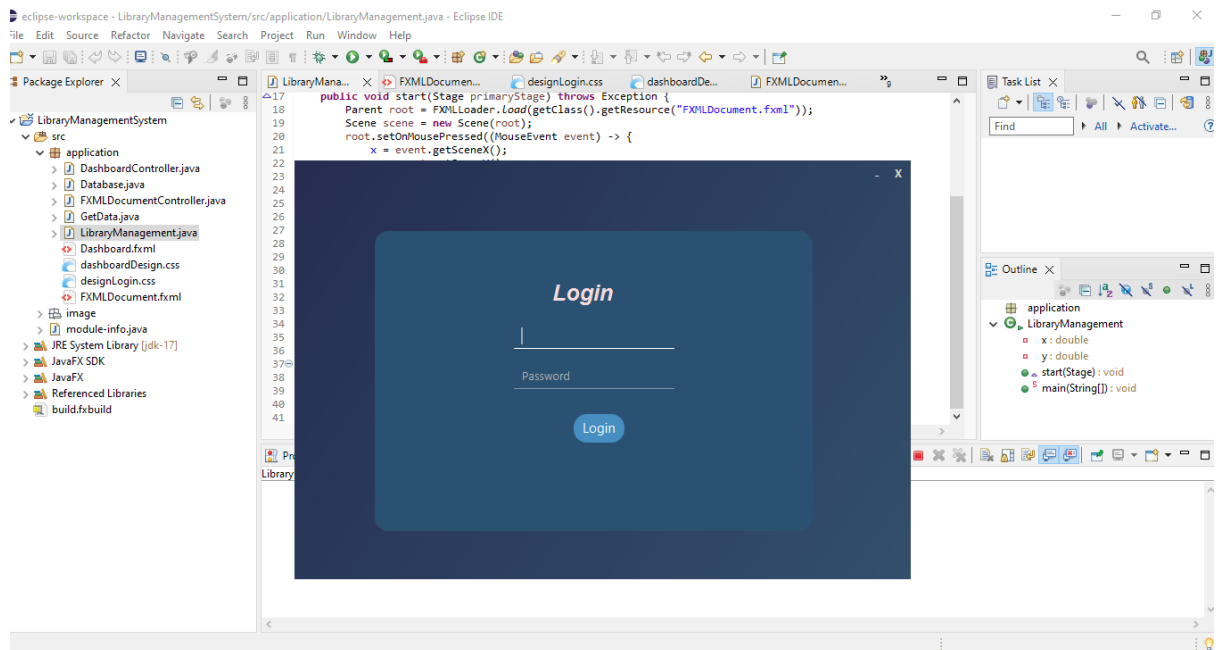 eclipse-workspace - LibraryManagementSystem/src/application/LibraryManagement.java - Eclipse IDE
File Edit Source Refactor Navigate Search Project Run Window Help
Package Explorer
LibraryManagementSystem
src
application
DashboardController.java
Database.java
FXMLDocumentController.java
GetData.java
LibraryManagement.java
Dashboard.fxml
dashboardDesign.css
designLogin.css
FXMLDocument.fxml
image
module-info.java
JRE System Library [jdk-17]
JavaFX SDK
JavaFX
Referenced Libraries
build.fxbuild
LibraryMana... FXMLDocumen... designLogin.css dashboardDe... FXMLDocumen... »9
17 public void start(Stage primaryStage) throws Exception {
18 Parent root = FXMLLoader.load(getClass().getResource("FXMLDocument.fxml"));
19 Scene scene = new Scene(root);
20 root.setOnMousePressed((MouseEvent event) -> {
21 x = event.getSceneX();
22
23
24
25
26
27
28
29
30
31
32
33
34
35
36
37
38
39
40
41
- X
Login
Password
Login
Task List
Find All Activate...
Outline
application
LibraryManagement
x : double
y : double
start(Stage) : void
main(String[]) : void
Library